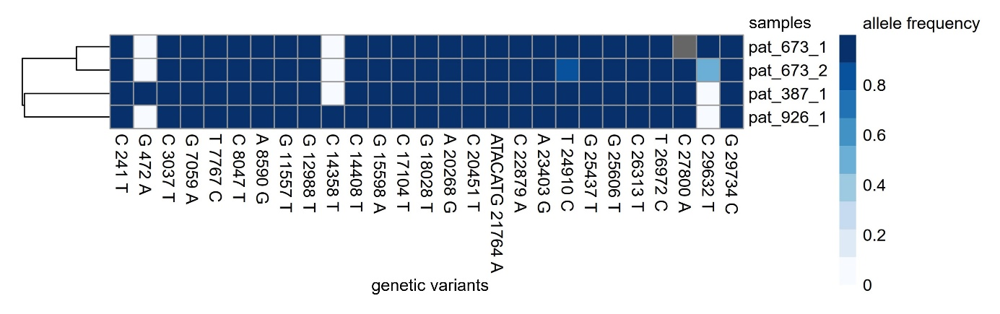 samples
allele frequency
pat_673_1
pat_673_2
pat_387_1
pat_926_1
0.8
0.6
0.4
0.2
0
C 241 T
G 472 A
C 3037 T
G 7059 A
T 7767 C
C 8047 T
A 8590 G
G 11557 T
G 12988 T
C 14358 T
C 14408 T
G 15598 A
C 17104 T
G 18028 T
A 20268 G
C 20451 T
ATACATG 21764 A
C 22879 A
A 23403 G
T 24910 C
G 25437 T
G 25606 T
C 26313 T
T 26972 C
C 27800 A
C 29632 T
G 29734 C
genetic variants